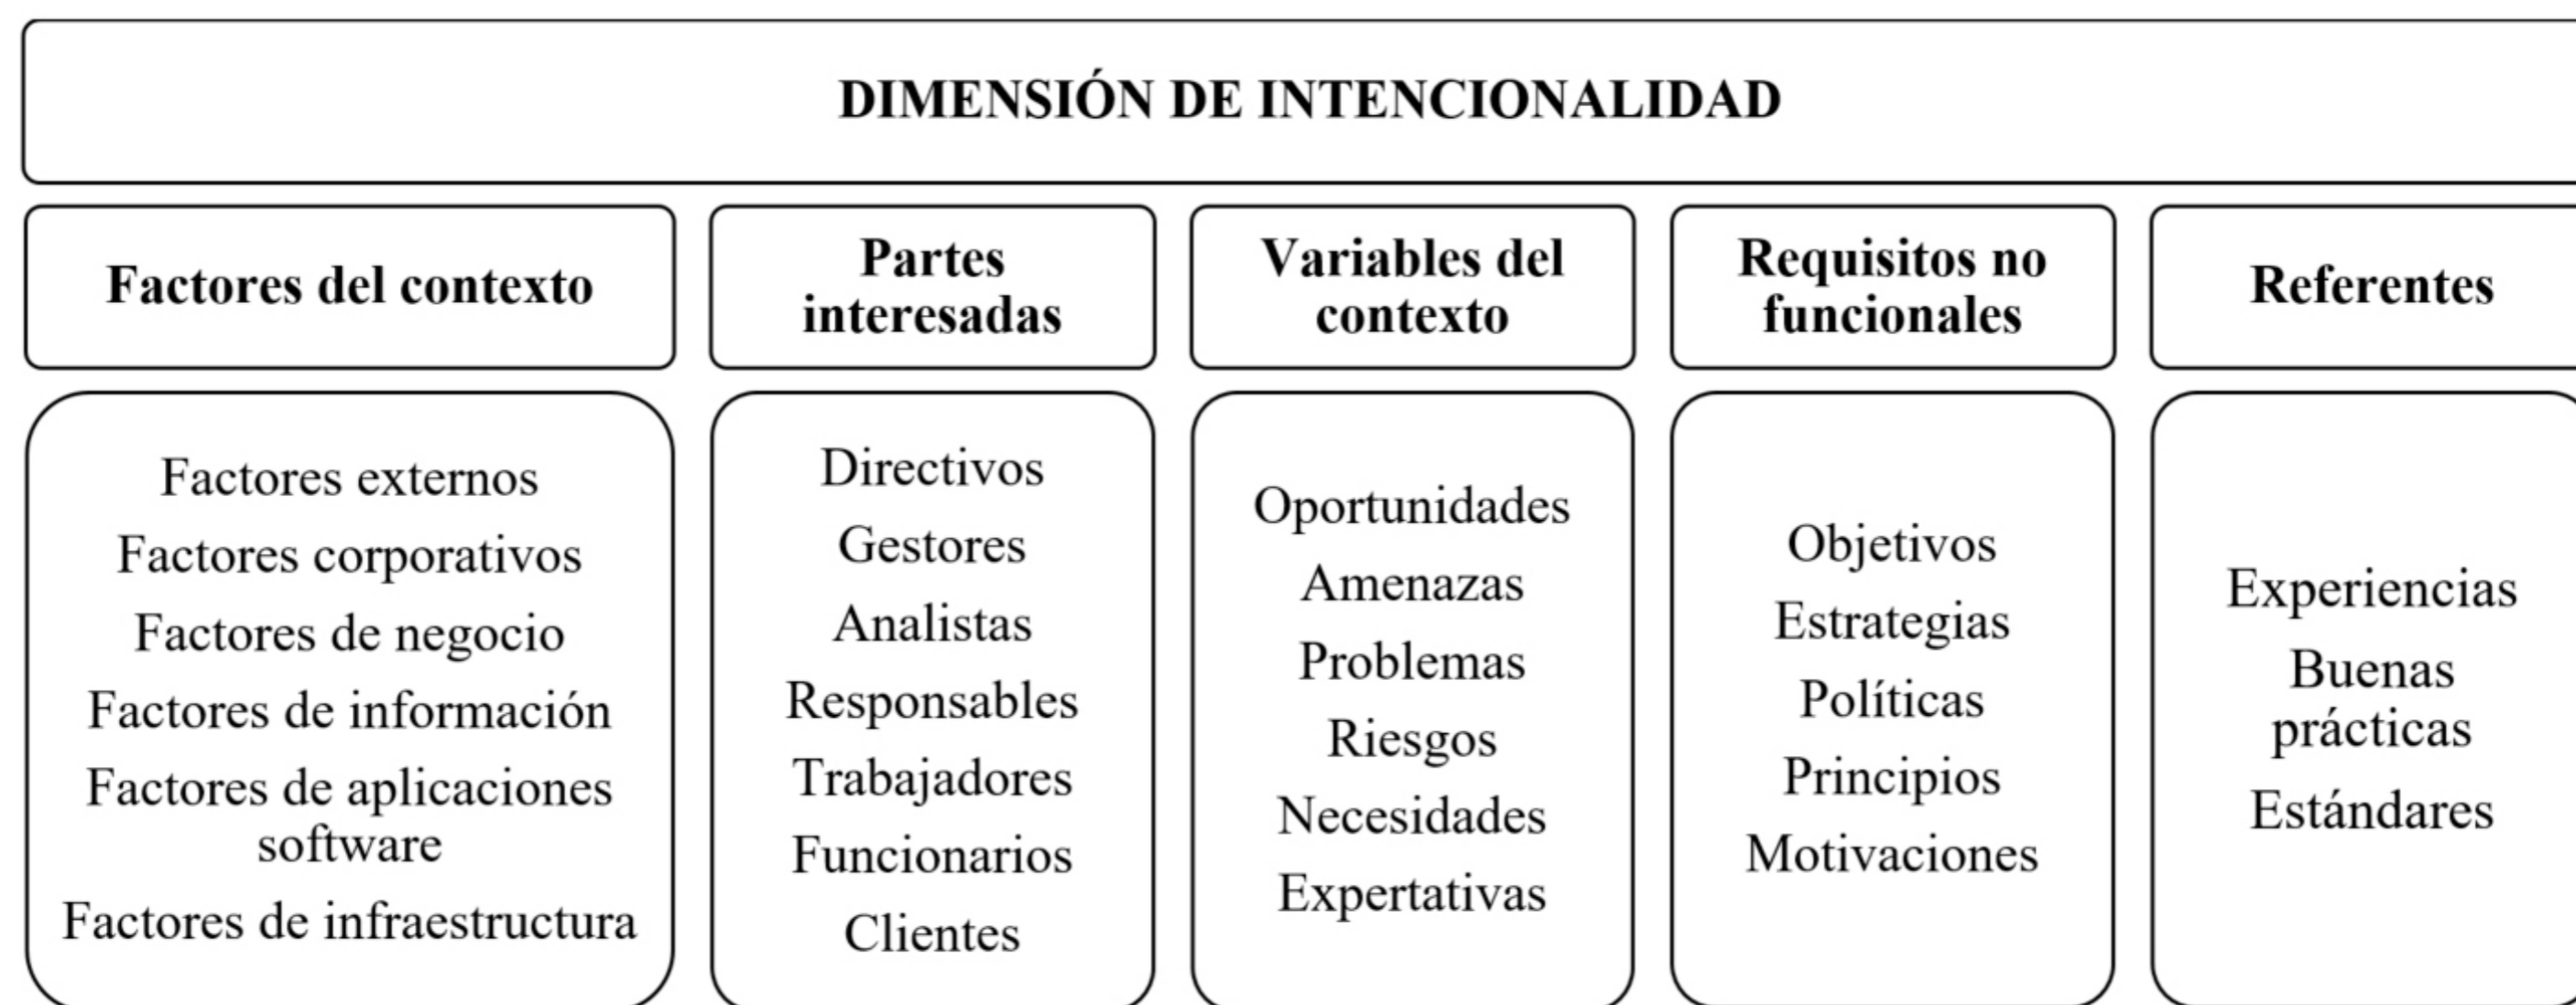 DIMENSIÓN DE INTENCIONALIDAD
Factores del contexto
Partes
interesadas
Variables del
contexto
Requisitos no
funcionales
Referentes
Factores externos
Factores corporativos
Factores de negocio
Factores de información
Factores de aplicaciones
software
Factores de infraestructura
Directivos
Gestores
Analistas
Responsables
Trabajadores
Funcionarios
Clientes
Oportunidades
Amenazas
Problemas
Riesgos
Necesidades
Expertativas
Objetivos
Estrategias
Políticas
Principios
Motivaciones
Experiencias
Buenas
prácticas
Estándares